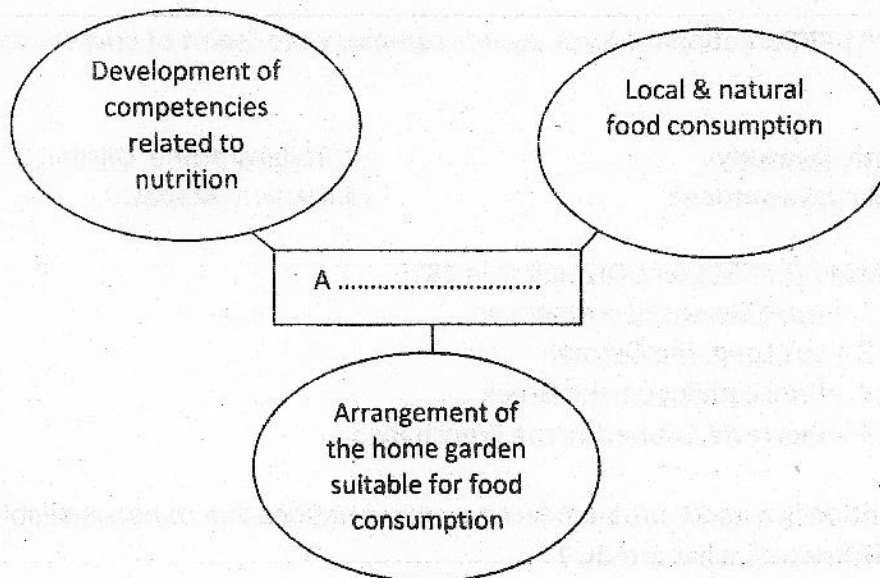 Development of
competencies
related to
nutrition
Local & natural
food consumption
A ........................................
Arrangement of
the home garden
suitable for food
consumption